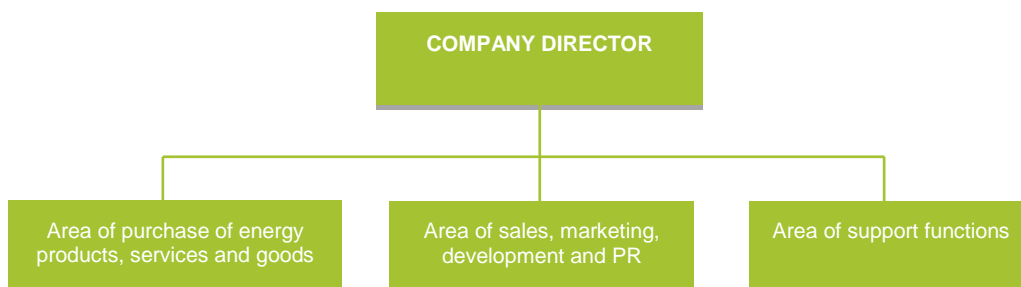 COMPANY DIRECTOR
Area of purchase of energy
products, services and goods
Area of sales, marketing,
development and PR
Area of support functions